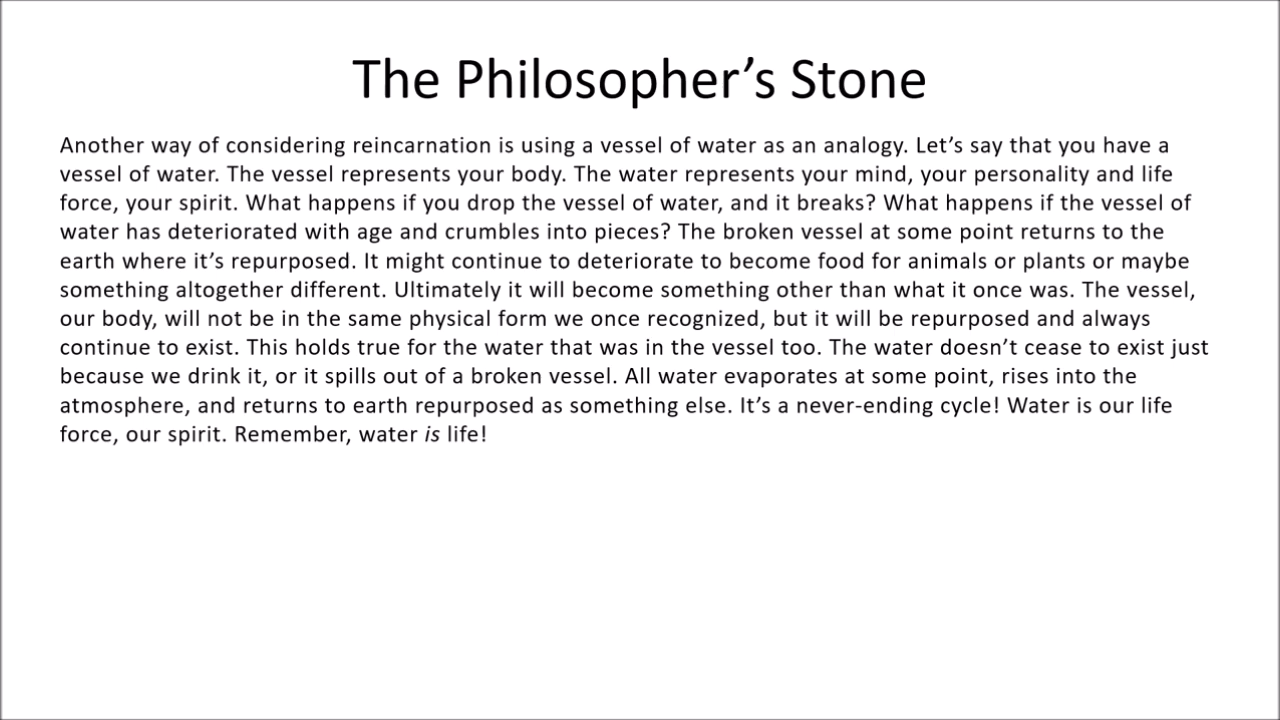 The Philosopher’s Stone
Another way of considering reincarnation is using a vessel of water as an analogy. Let’s say that you have a
vessel of water. The vessel represents your body. The water represents your mind, your personality and life
force, your spirit. What happens if you drop the vessel of water, and it breaks? What happens if the vessel of
water has deteriorated with age and crumbles into pieces? The broken vessel at some point returns to the
earth where it’s repurposed. It might continue to deteriorate to become food for animals or plants or maybe
something altogether different. Ultimately it will become something other than what it once was. The vessel,
our body, will not be in the same physical form we once recognized, but it will be repurposed and always
continue to exist. This holds true for the water that was in the vessel too. The water doesn’t cease to exist just
because we drink it, or it spills out of a broken vessel. All water evaporates at some point, rises into the
atmosphere, and returns to earth repurposed as something else. It’s a never-ending cycle! Water is our life
force, our spirit. Remember, water is life!